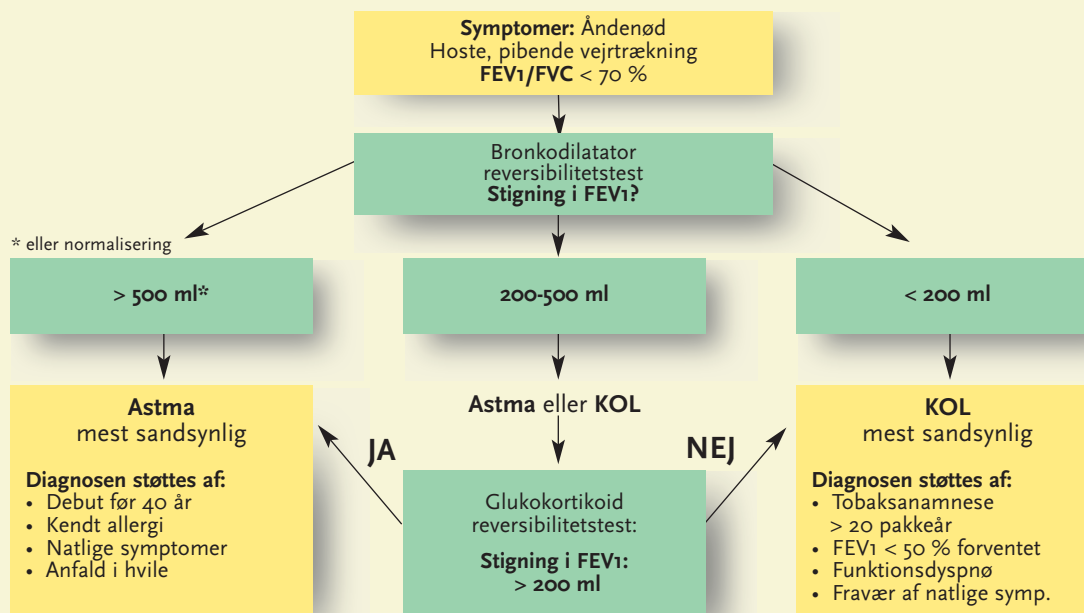 Symptomer: Åndenød
Hoste, pibende vejrtrækning
FEV1/FVC < 70 %
Bronkodilatator
reversibilitetstest
Stigning i FEV1?
* eller normalisering
> 500 ml*
200-500 ml
< 200 ml
Astma
mest sandsynlig
Diagnosen støttes af:
• Debut før 40 år
• Kendt allergi
• Natlige symptomer
• Anfald i hvile
Astma eller KOL
JA
NEJ
Glukokortikoid
reversibilitetstest:
Stigning i FEV1:
> 200 ml
KOL
mest sandsynlig
Diagnosen støttes af:
• Tobaksanamnese
> 20 pakkeår
• FEV1 < 50 % forventet
• Funktionsdyspnø
• Fravær af natlige symp.